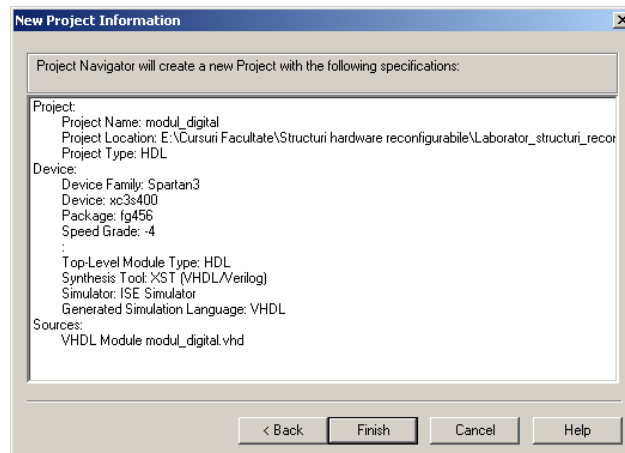 New Project Information
Project Navigator will create a new Project with the following specifications:
Project:
Project Name: modul_digital
Project Location: E:\Cursuri Facultate\Structuri hardware reconfigurabile\Laborator_structuri_recor
Project Type: HDL
Device:
Device Family: Spartan3
Device: xc3s400
Package: fg456
Speed Grade: -4
:
Top-Level Module Type: HDL
Synthesis Tool: XST (VHDL/Verilog)
Simulator: ISE Simulator
Generated Simulation Language: VHDL
Sources:
VHDL Module modul_digital.vhd
< Back Finish Cancel Help